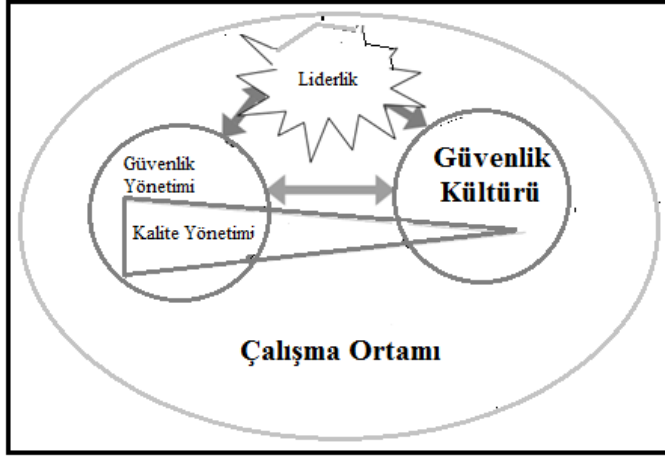 Liderlik
Güvenlik
Yönetimi
Kalite Yönetimi
Güvenlik
Kültürü
Çalışma Ortamı